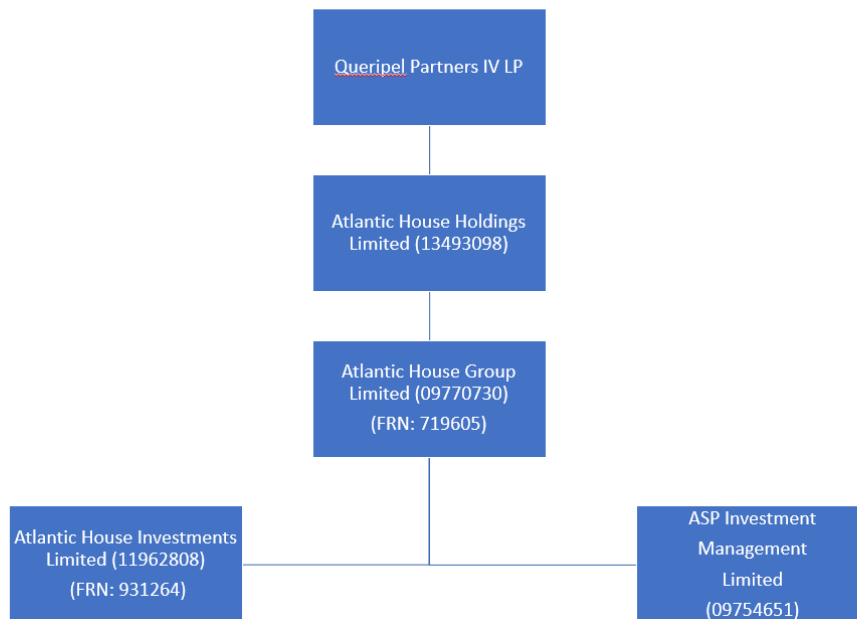 Queripel Partners IV LP
Atlantic House Holdings
Limited (13493098)
Atlantic House Group
Limited (09770730)
(FRN: 719605)
Atlantic House Investments
Limited (11962808)
(FRN: 931264)
ASP Investment
Management
Limited
(09754651)